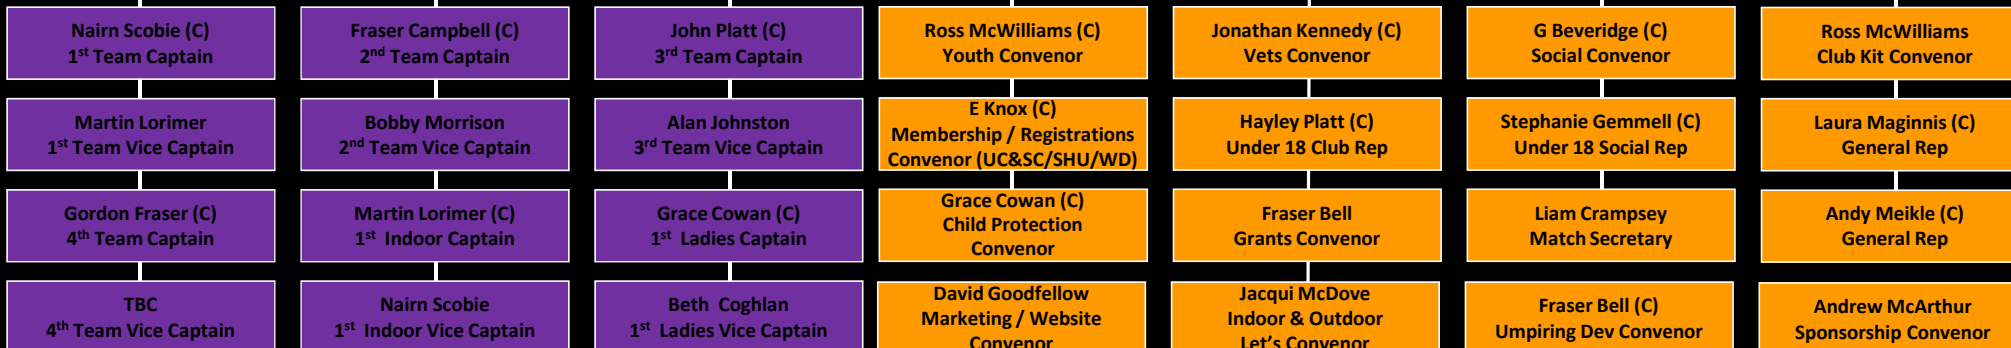 Nairn Scobie (C)
1st Team Captain
Fraser Campbell (C)
2nd Team Captain
John Platt (C)
3rd Team Captain
Ross McWilliams (C)
Youth Convenor
Jonathan Kennedy (C)
Vets Convenor
G Beveridge (C)
Social Convenor
Ross McWilliams
Club Kit Convenor
Martin Lorimer
1st Team Vice Captain
Bobby Morrison
2nd Team Vice Captain
Alan Johnston
3rd Team Vice Captain
E Knox (C)
Membership / Registrations
Convenor (UC&SC/SHU/WD)
Hayley Platt (C)
Under 18 Club Rep
Stephanie Gemmell (C)
Under 18 Social Rep
Laura Maginnis (C)
General Rep
Gordon Fraser (C)
4th Team Captain
Martin Lorimer (C)
1st Indoor Captain
Grace Cowan (C)
1st Ladies Captain
Grace Cowan (C)
Child Protection
Convenor
Fraser Bell
Grants Convenor
Liam Crampsey
Match Secretary
Andy Meikle (C)
General Rep
TBC
4th Team Vice Captain
Nairn Scobie
1st Indoor Vice Captain
Beth Coghlan
1st Ladies Vice Captain
David Goodfellow
Marketing / Website
Convenor
Jacqui McDove
Indoor & Outdoor
Let's Convenor
Fraser Bell (C)
Umpiring Dev Convenor
Andrew McArthur
Sponsorship Convenor